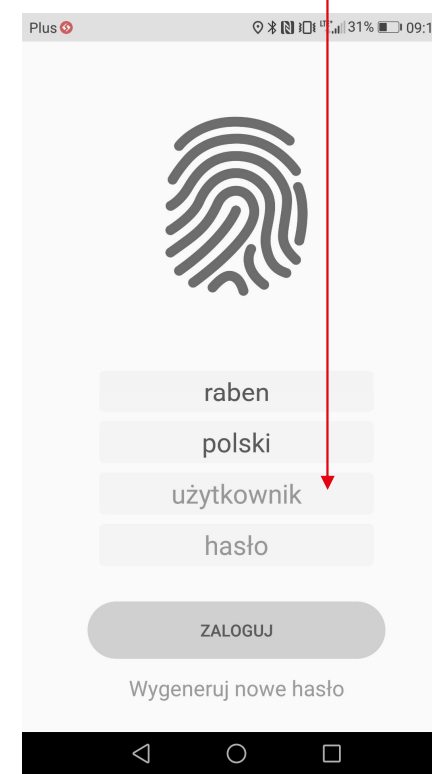 Plus 31% 09:1
raben
polski
użytkownik
hasło
ZALOGUJ
Wygeneruj nowe hasło